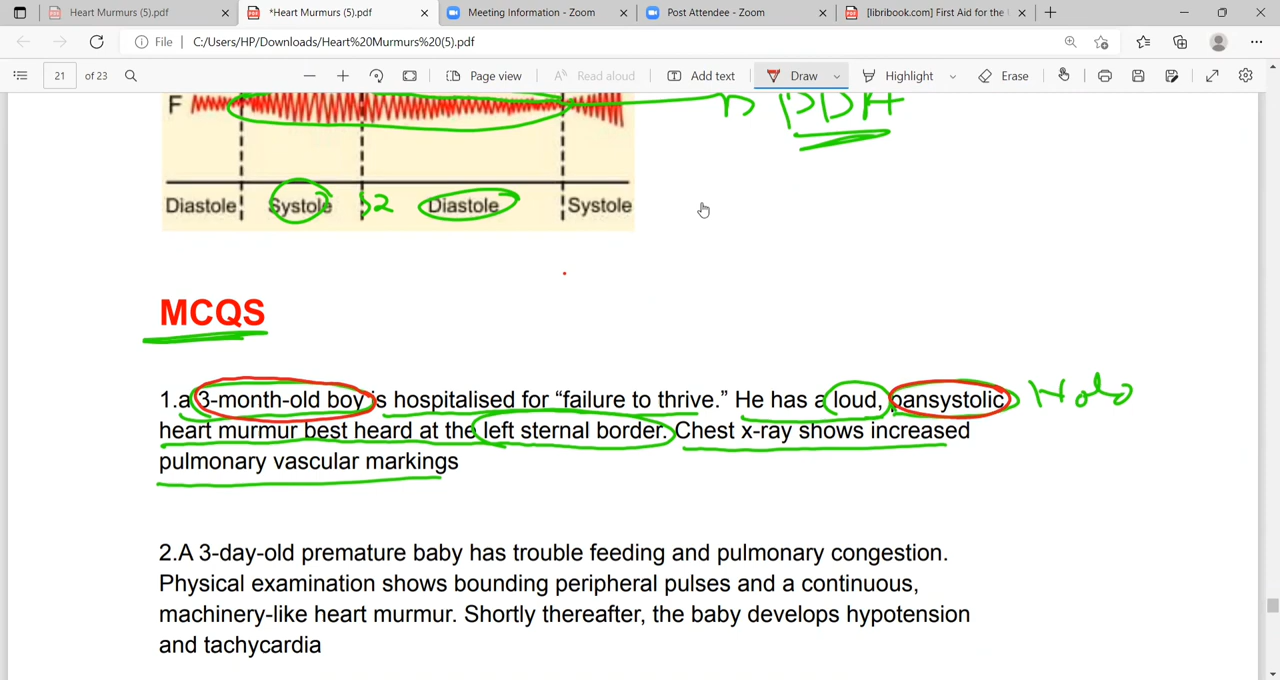 Heart Murmurs (5).pdf
*Heart Murmurs (5).pdf
Meeting Information - Zoom
Post Attendee - Zoom
[libribook.com] First Aid for the
File
C:/Users/HP/Downloads/Heart%20Murmurs%20(5).pdf
21 of 23
Page view
Read aloud
Add text
Draw
Highlight
Erase
F
Diastole
Systole
S2
Diastole
Systole
MCQS
1.a 3-month-old boy is hospitalised for “failure to thrive.” He has a loud, pansystolic Holo
heart murmur best heard at the left sternal border. Chest x-ray shows increased
pulmonary vascular markings
2.A 3-day-old premature baby has trouble feeding and pulmonary congestion.
Physical examination shows bounding peripheral pulses and a continuous,
machinery-like heart murmur. Shortly thereafter, the baby develops hypotension
and tachycardia